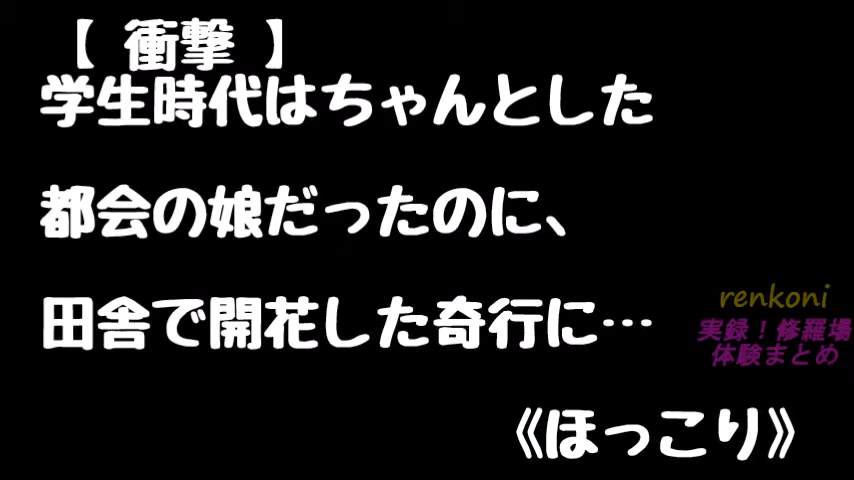 【 衝撃 】
学生時代はちゃんとした
都会の娘だったのに、
田舎で開花した奇行に…
renkoni
実録！修羅場
体験まとめ
《ほっこり》